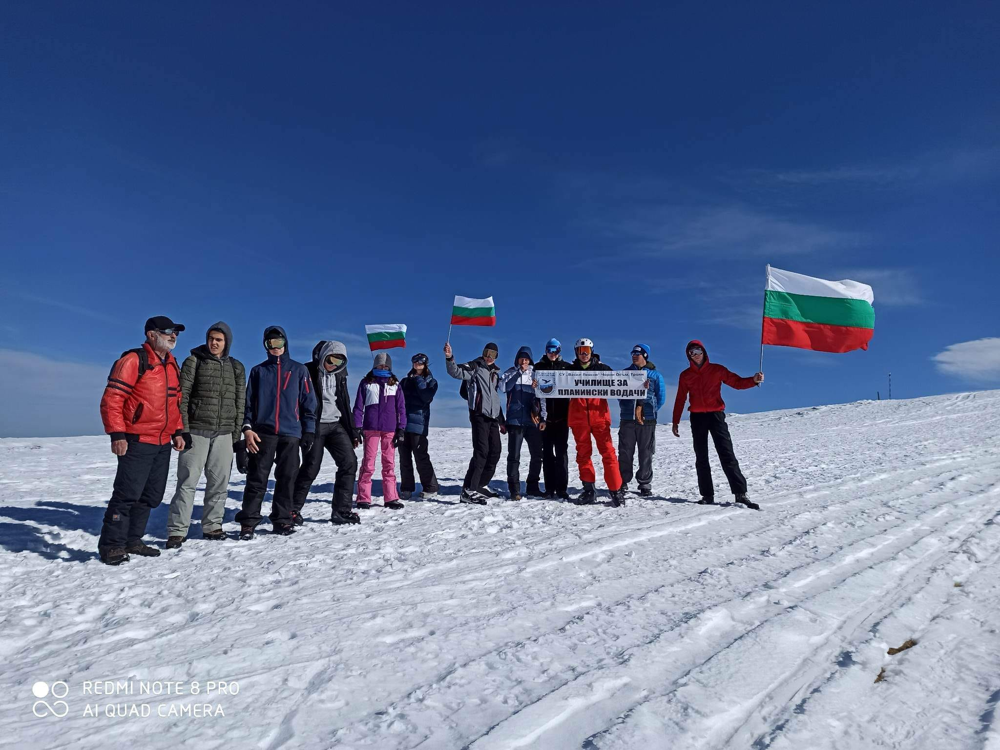 СУ „Васил Левски" Черни Осъм, Троян
УЧИЛИЩЕ ЗА
ПЛАНИНСКИ ВОДАЧИ
REDMI NOTE 8 PRO
AI QUAD CAMERA